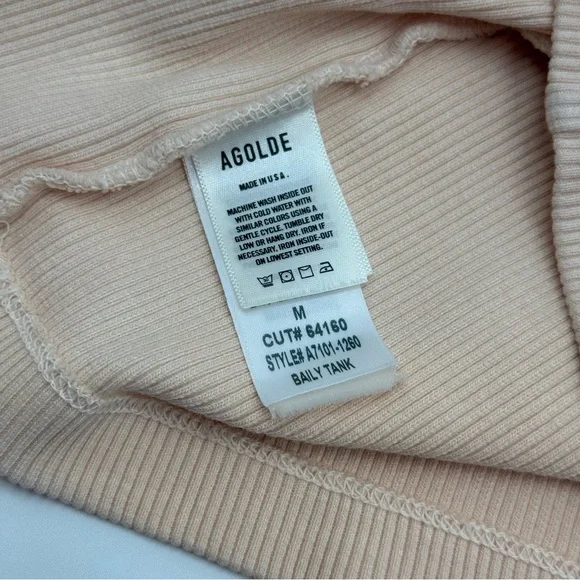 AGOLDE
MADE IN U.S.A.
MACHINE WASH INSIDE OUT
WITH COLD WATER WITH
SIMILAR COLORS USING A
GENTLE CYCLE. TUMBLE DRY
LOW OR HANG DRY. IRON IF
NECESSARY. IRON INSIDE OUT
ON LOWEST SETTING.
M
CUT# 64160
STYLE# A7101-1260
BAILY TANK